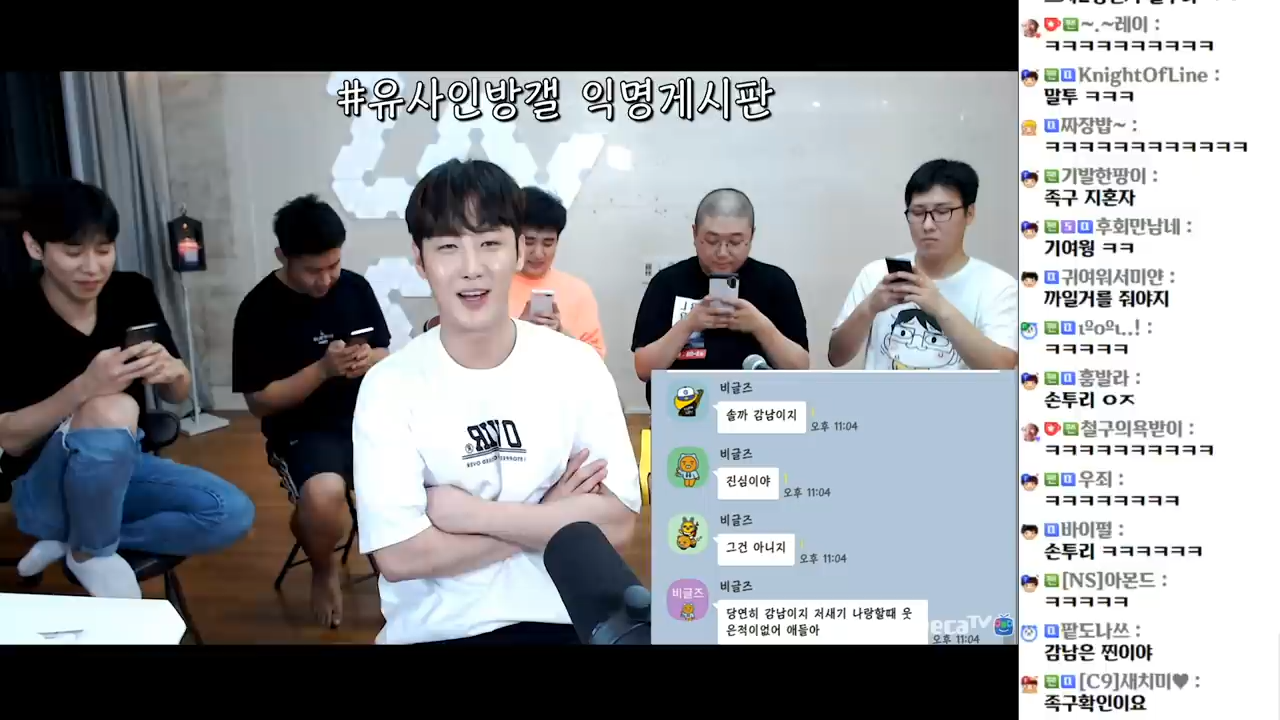 #유사인방갤 익명게시판
비글즈
솔까 감남이지
오후 11:04
비글즈
진심이야
오후 11:04
비글즈
그건 아니지
오후 11:04
비글즈
비글즈
당연히 감남이지 저새기 나랑할때 웃
은적이없어 애들아
오후 11:04
~.~레이 :
ㅋㅋㅋㅋㅋㅋㅋㅋㅋㅋ
KnightOfLine :
말투 ㅋㅋㅋ
짜장밥~ :
ㅋㅋㅋㅋㅋㅋㅋㅋㅋㅋㅋㅋ
기발한팡이 :
족구 지혼자
후회만남네 :
기여웡 ㅋㅋ
귀여워서미얀 :
까일거를 줘야지
ㅋㅋㅋㅋㅋ
훙발라 :
손투리 ㅇㅈ
철구의욕받이 :
ㅋㅋㅋㅋㅋㅋㅋㅋㅋㅋ
우죄 :
ㅋㅋㅋㅋㅋㅋㅋㅋ
바이펄 :
손투리 ㅋㅋㅋㅋㅋㅋ
[NS]아몬드 :
ㅋㅋㅋㅋㅋ
팥도나쓰 :
감남은 찐이야
[C9]새치미♥ :
족구확인이요